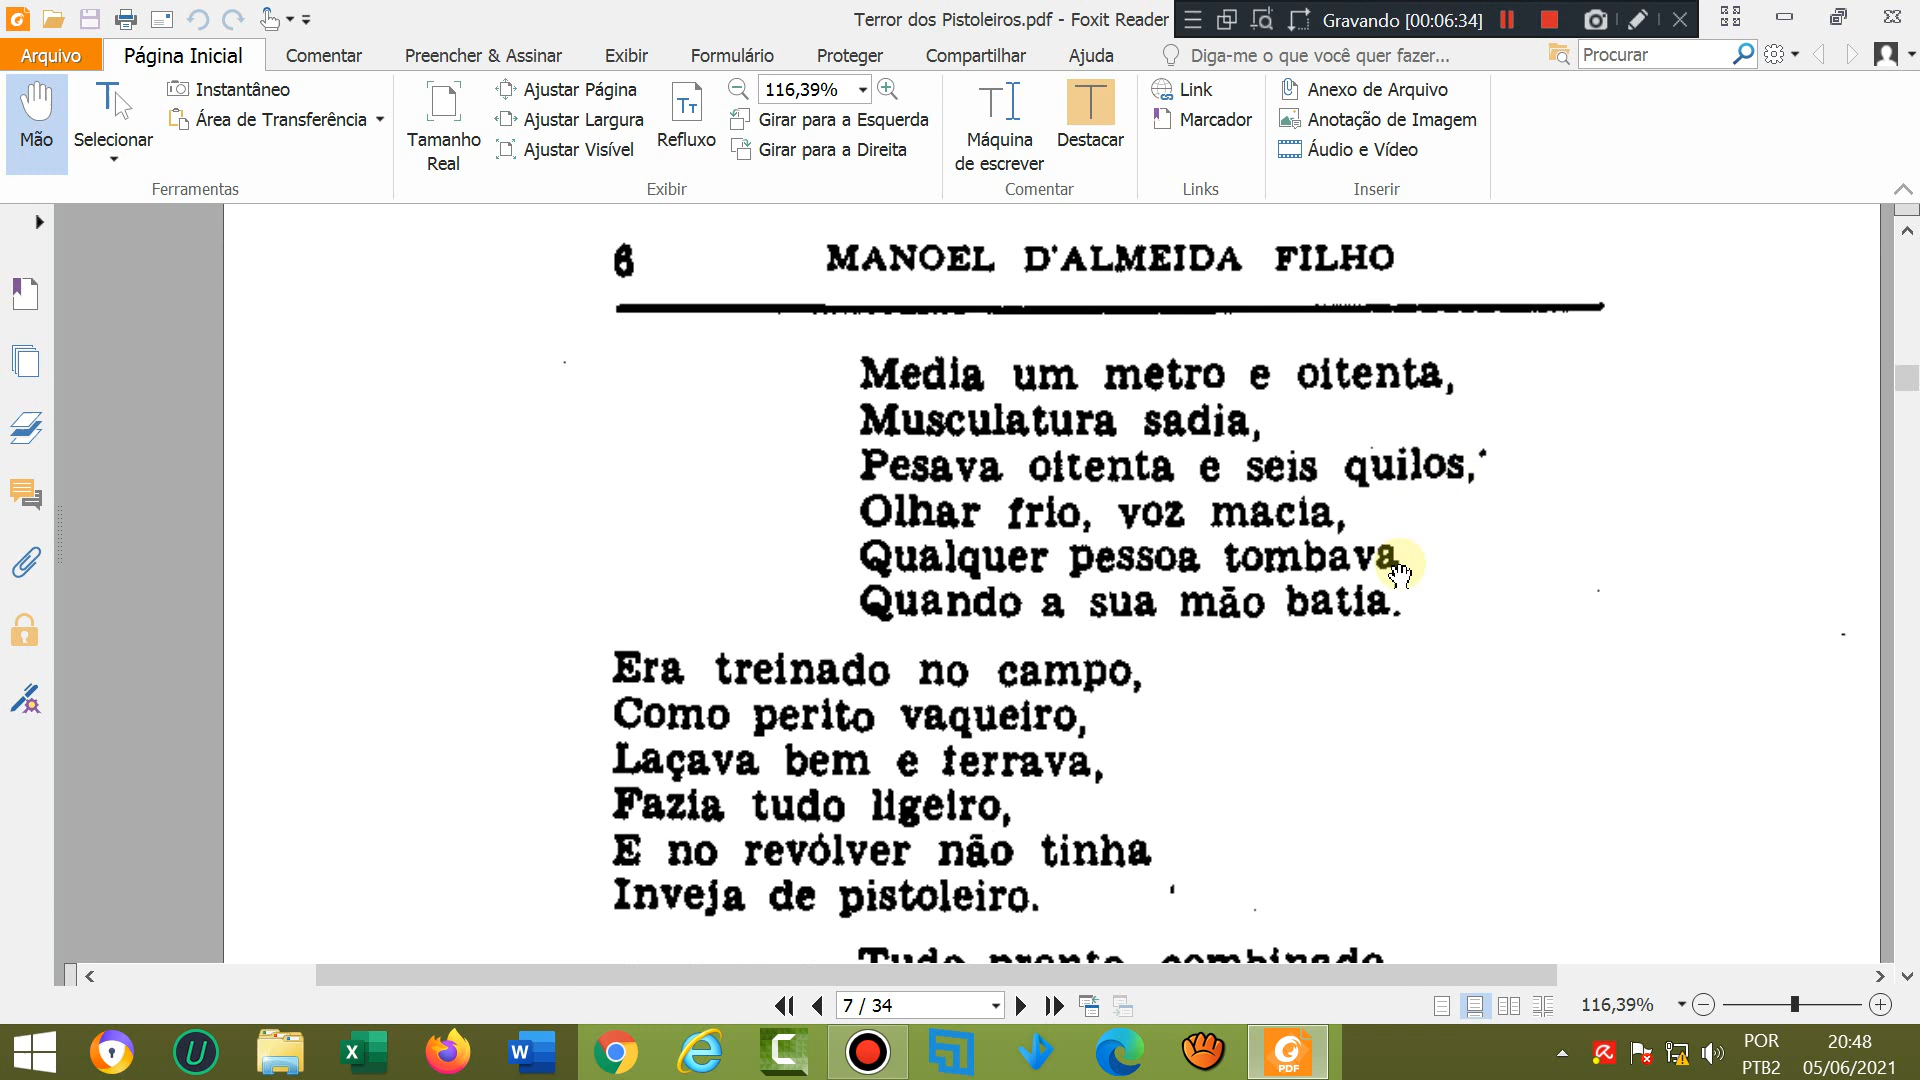 Terror dos Pistoleiros.pdf - Foxit Reader
Gravando [00:06:34]
Arquivo
Página Inicial
Comentar
Preencher & Assinar
Exibir
Formulário
Proteger
Compartilhar
Ajuda
Diga-me o que você quer fazer...
Procurar
Mão
Selecionar
Instantâneo
Área de Transferência
Ferramentas
Tamanho
Real
Ajustar Página
Ajustar Largura
Ajustar Visível
Refluxo
116,39%
Girar para a Esquerda
Girar para a Direita
Exibir
Máquina
de escrever
Destacar
Comentar
Link
Marcador
Links
Anexo de Arquivo
Anotação de Imagem
Áudio e Vídeo
Inserir
6 MANOEL D'ALMEIDA FILHO
Media um metro e oitenta,
Musculatura sadia,
Pesava oitenta e seis quilos,
Olhar frio, voz macia,
Qualquer pessoa tombava
Quando a sua mão batia.
Era treinado no campo,
Como perito vaqueiro,
Laçava bem e ferrava,
Fazia tudo ligeiro,
E no revólver não tinha
Inveja de pistoleiro.
Tudo pronto combinado
7 / 34
116,39%
POR
PTB2
20:48
05/06/2021